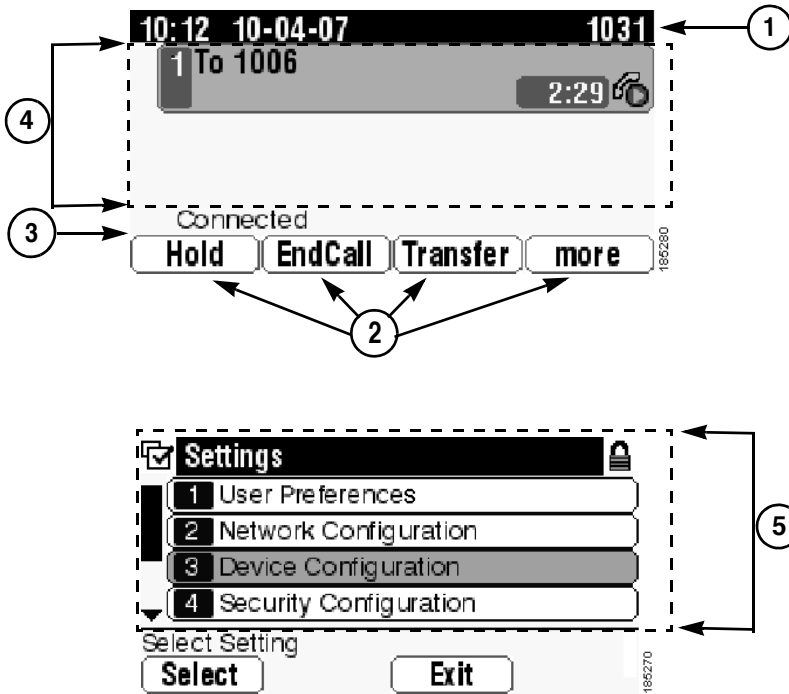 10:12 10-04-07 1031
1
1 To 1006
2:29
4
Connected
3
Hold EndCall Transfer more
185280
2
Settings
1 User Preferences
2 Network Configuration
5
3 Device Configuration
4 Security Configuration
Select Setting
Select Exit
185270